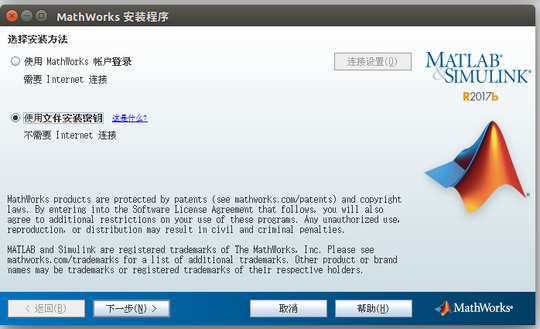 MathWorks 安装程序
选择安装方法
使用 MathWorks 帐户登录
连接设置(O)
需要 Internet 连接
MATLAB
&SIMULINK®
R2017b
使用文件安装密钥 这是什么?
不需要 Internet 连接
MathWorks products are protected by patents (see mathworks.com/patents) and copyright
laws. By entering into the Software License Agreement that follows, you will also
agree to additional restrictions on your use of these programs. Any unauthorized use,
reproduction, or distribution may result in civil and criminal penalties.
MATLAB and Simulink are registered trademarks of The MathWorks, Inc. Please see
mathworks.com/trademarks for a list of additional trademarks. Other product or brand
names may be trademarks or registered trademarks of their respective holders.
< 返回(B) 下一步(N) > 取消 帮助(H) MathWorks®